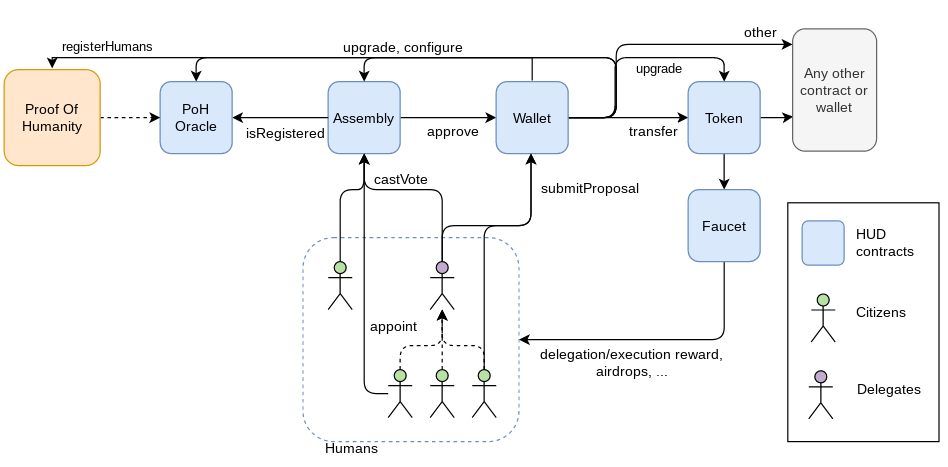 other
registerHumans
upgrade, configure
upgrade
Any other
contract or
wallet
Proof Of
Humanity
PoH
Oracle
Assembly
Wallet
Token
isRegistered
approve
transfer
castVote
submitProposal
Faucet
HUD
contracts
Citizens
appoint
delegation/execution reward,
airdrops, ...
Delegates
Humans